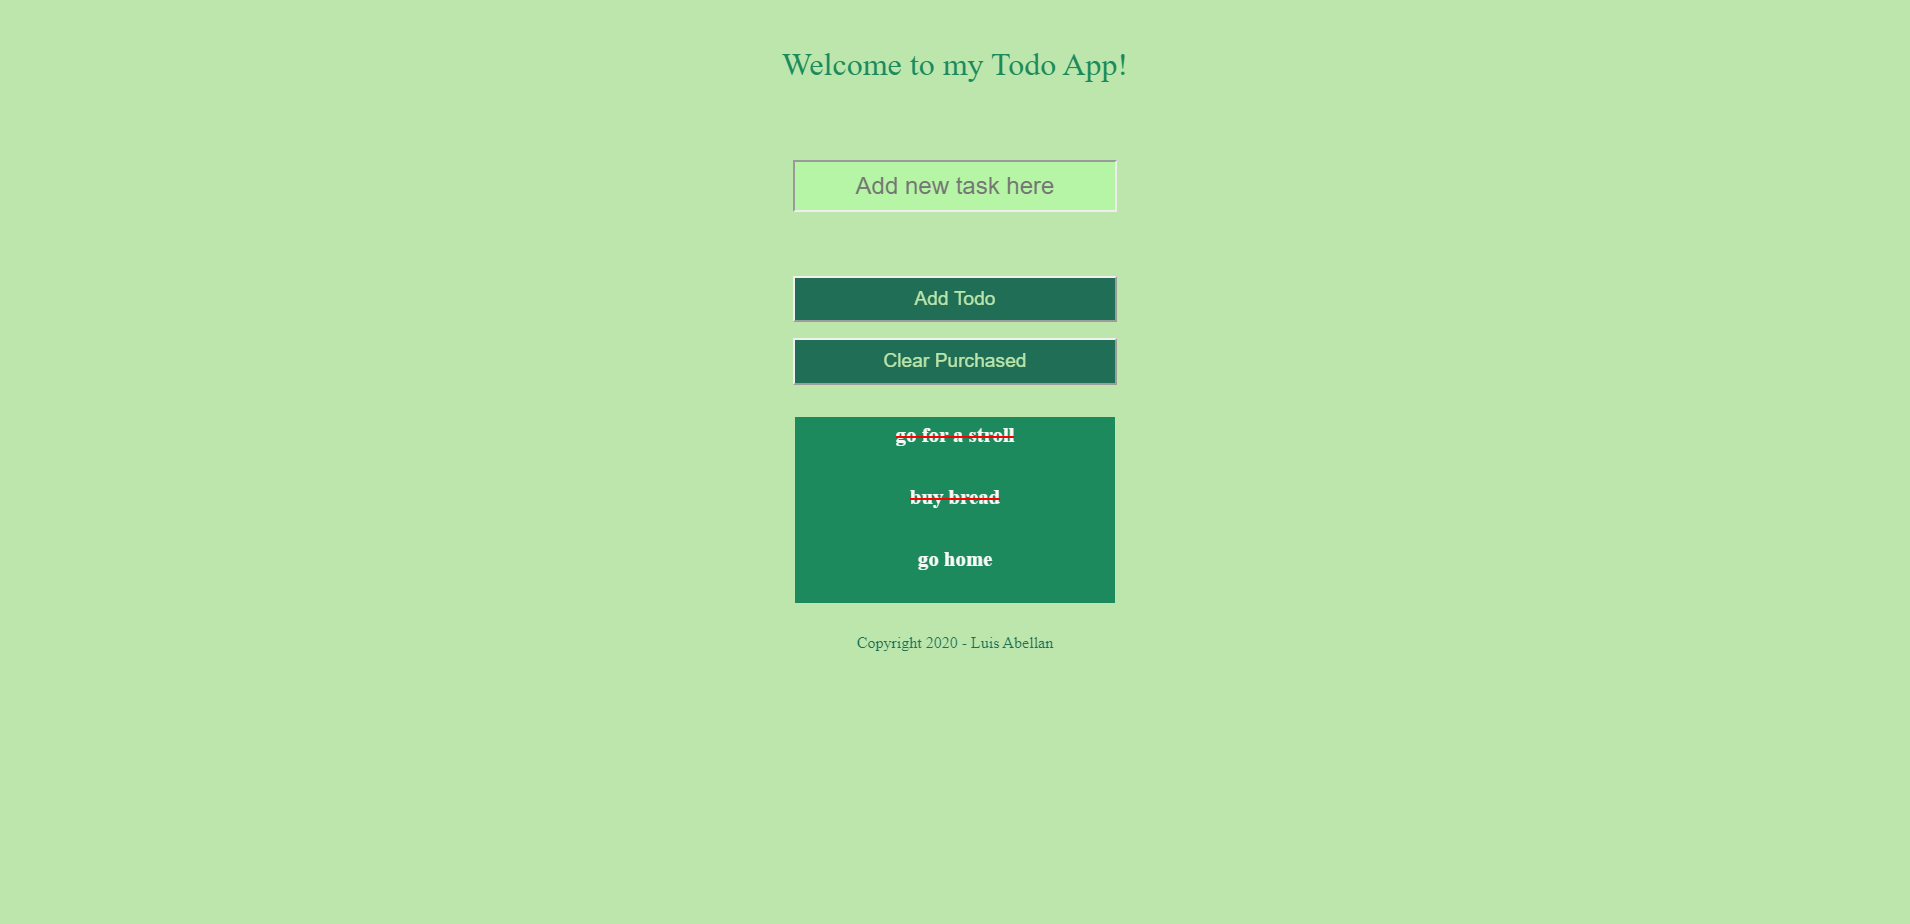 Welcome to my Todo App!
Add new task here
Add Todo
Clear Purchased
go for a stroll
buy bread
go home
Copyright 2020 - Luis Abellan